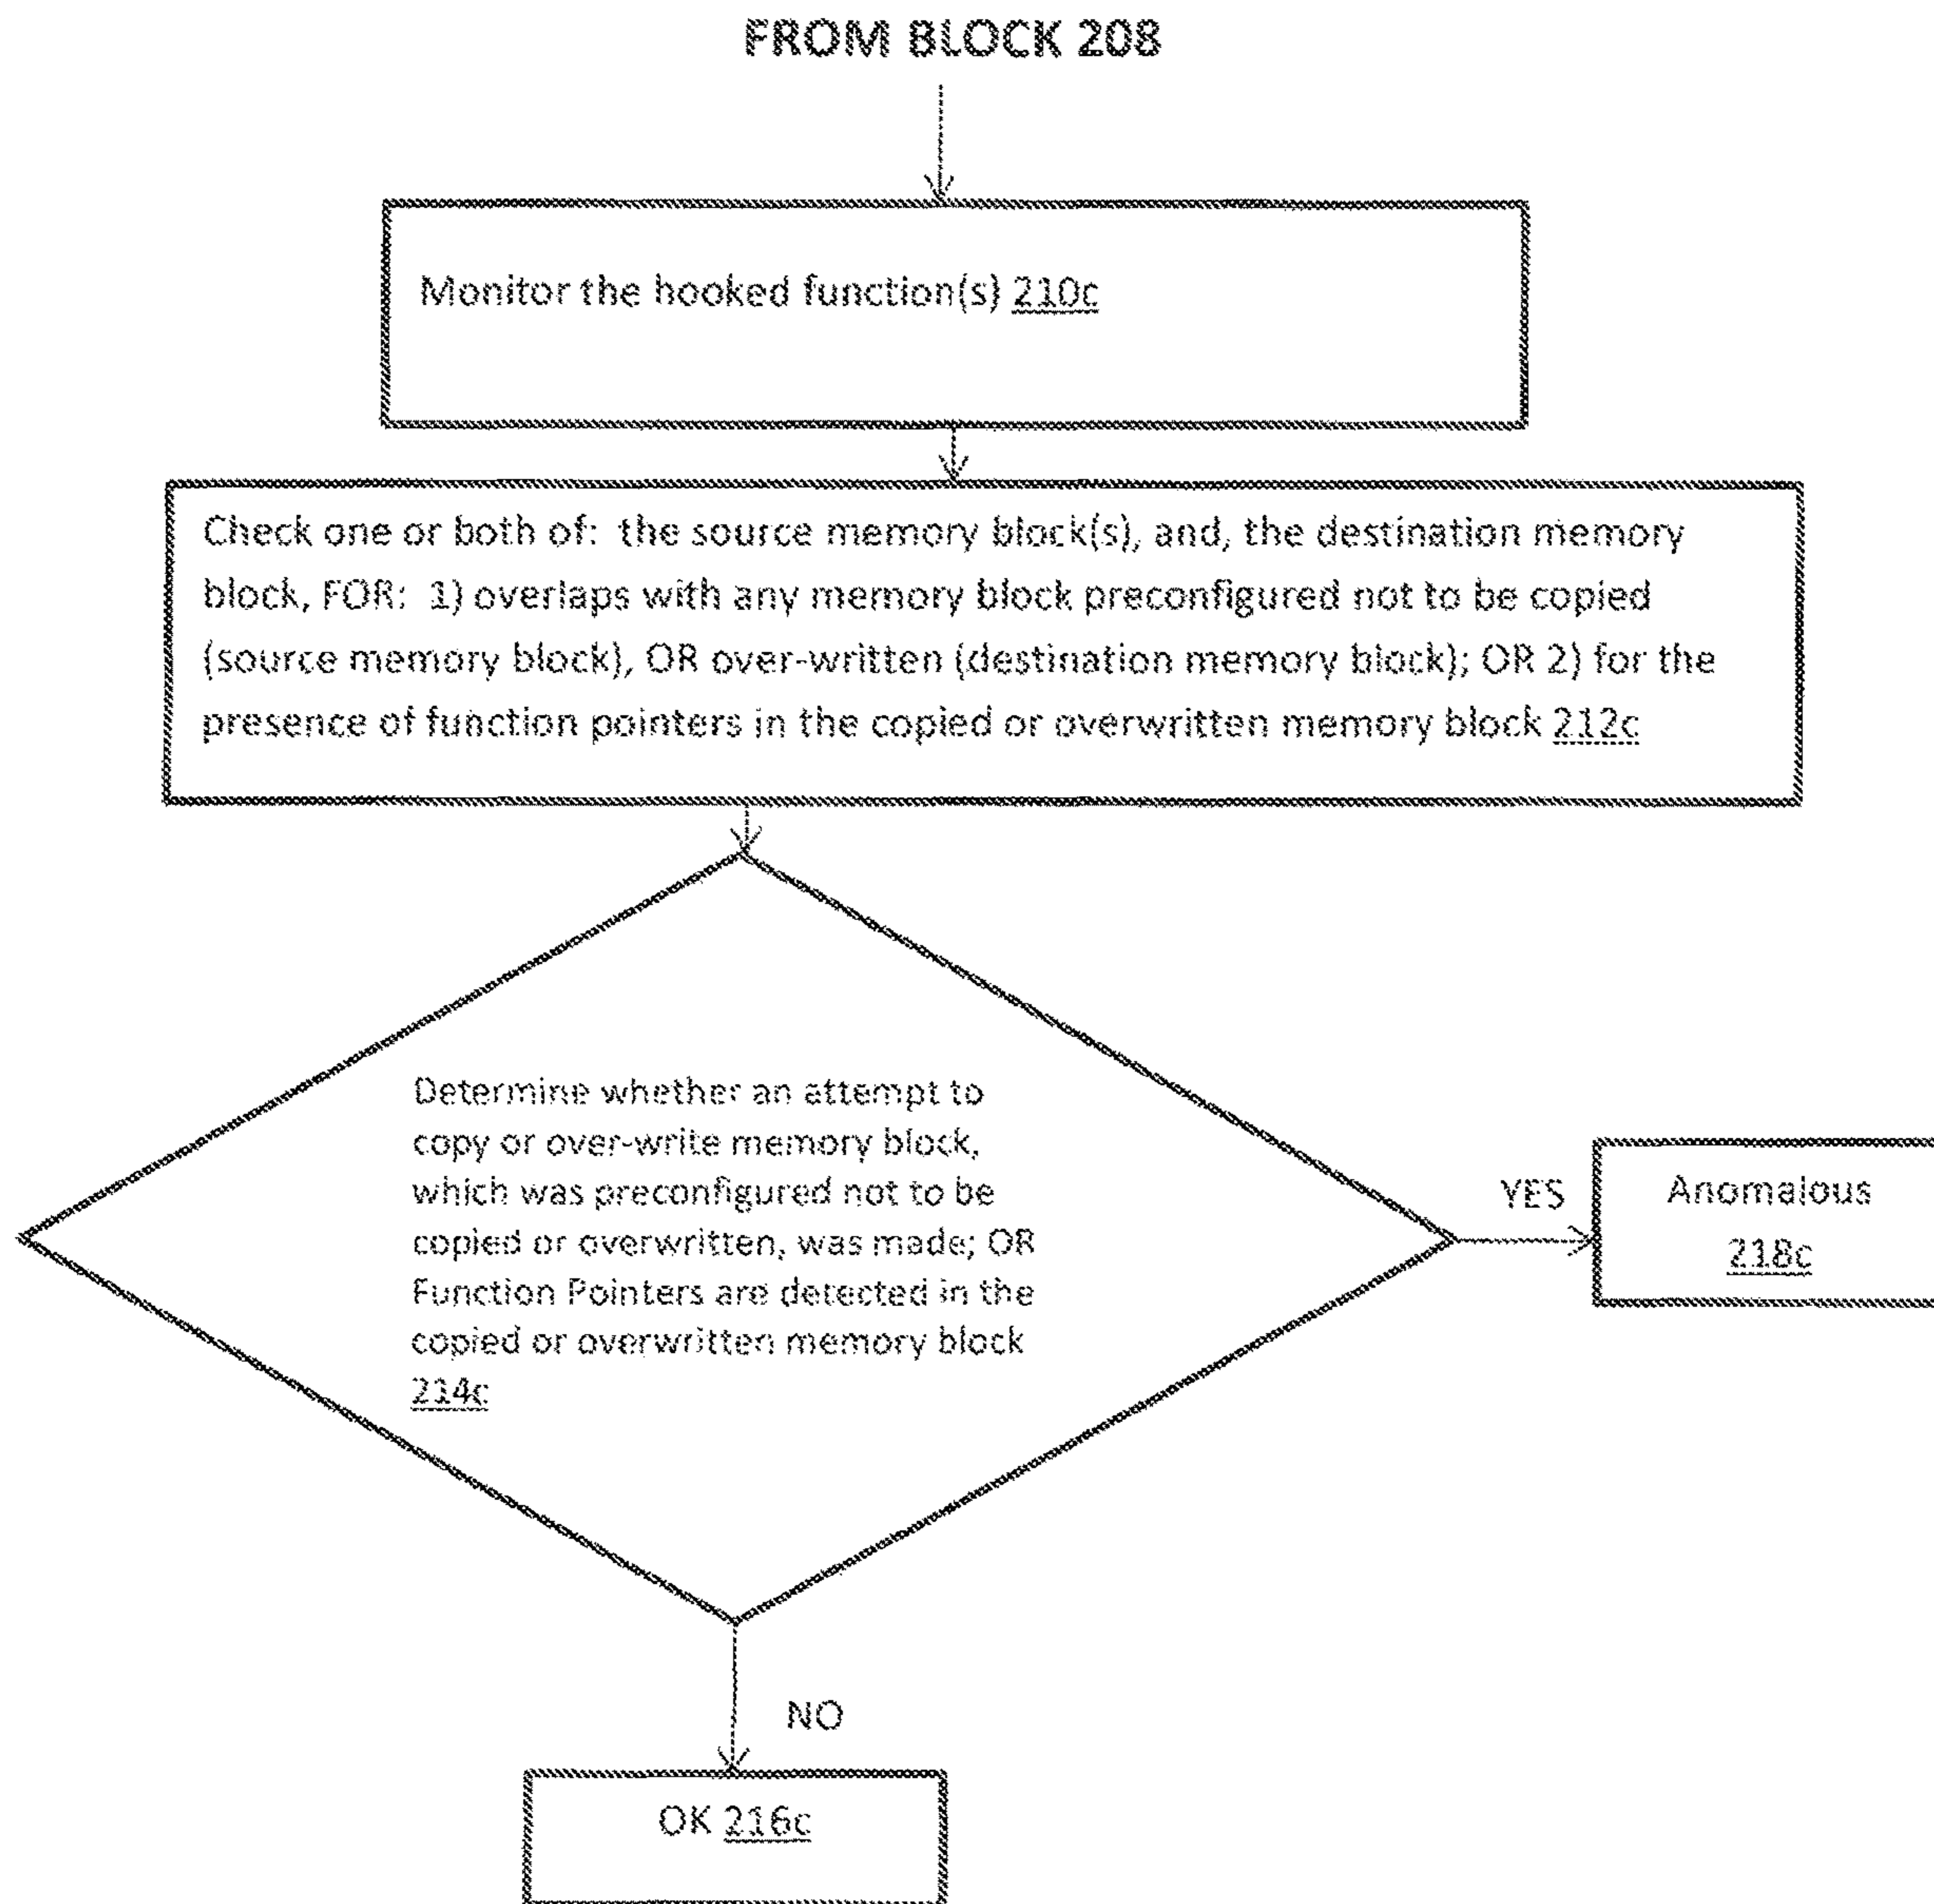 FROM BLOCK 208
Monitor the hooked function(s) 210c
Check one or both of: the source memory block(s), and, the destination memory
block, FOR: 1) overlaps with any memory block preconfigured not to be copied
(source memory block), OR over-written (destination memory block); OR 2) for the
presence of function pointers in the copied or overwritten memory block 212c
Determine whether an attempt to
copy or over-write memory block,
which was preconfigured not to be
copied or overwritten, was made; OR
Function Pointers are detected in the
copied or overwritten memory block
214c
YES
Anomalous
218c
NO
OK 216c